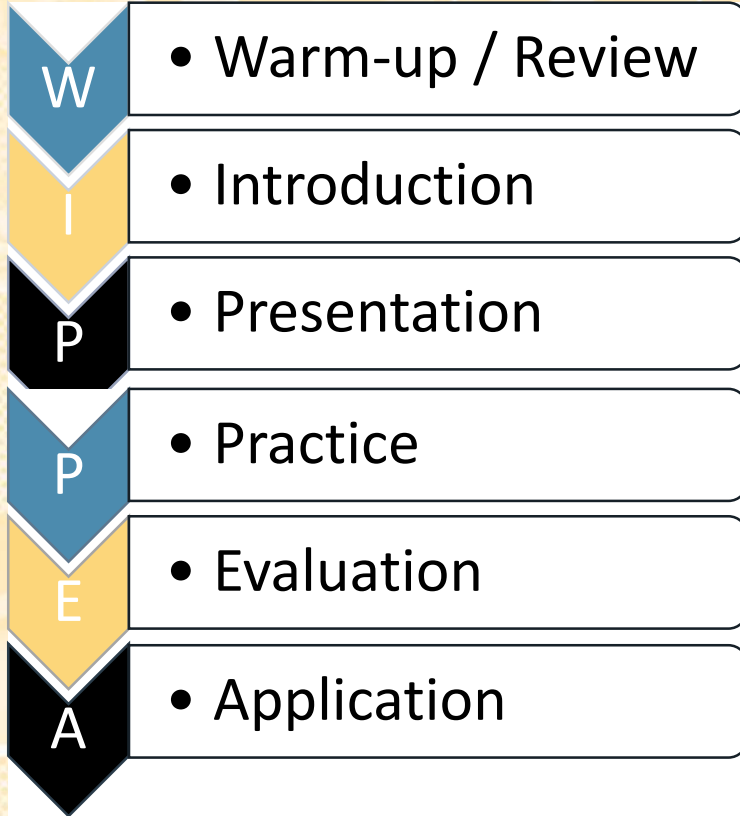 W
• Warm-up / Review
I
• Introduction
P
• Presentation
P
• Practice
E
• Evaluation
A
• Application